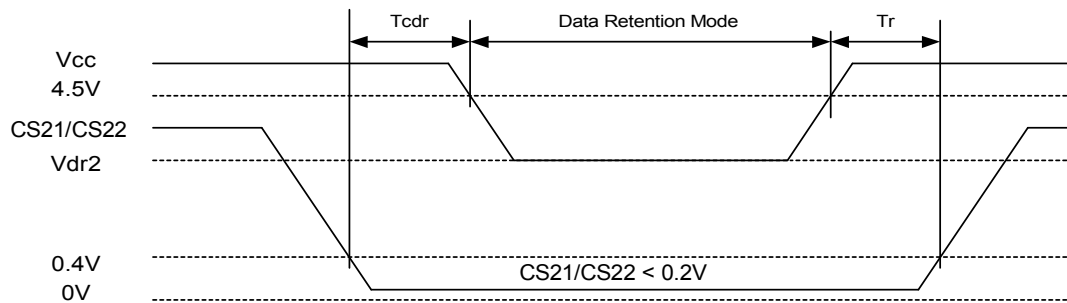 Tcdr Data Retention Mode Tr
Vcc
4.5V
CS21/CS22
Vdr2
0.4V
CS21/CS22 < 0.2V
0V